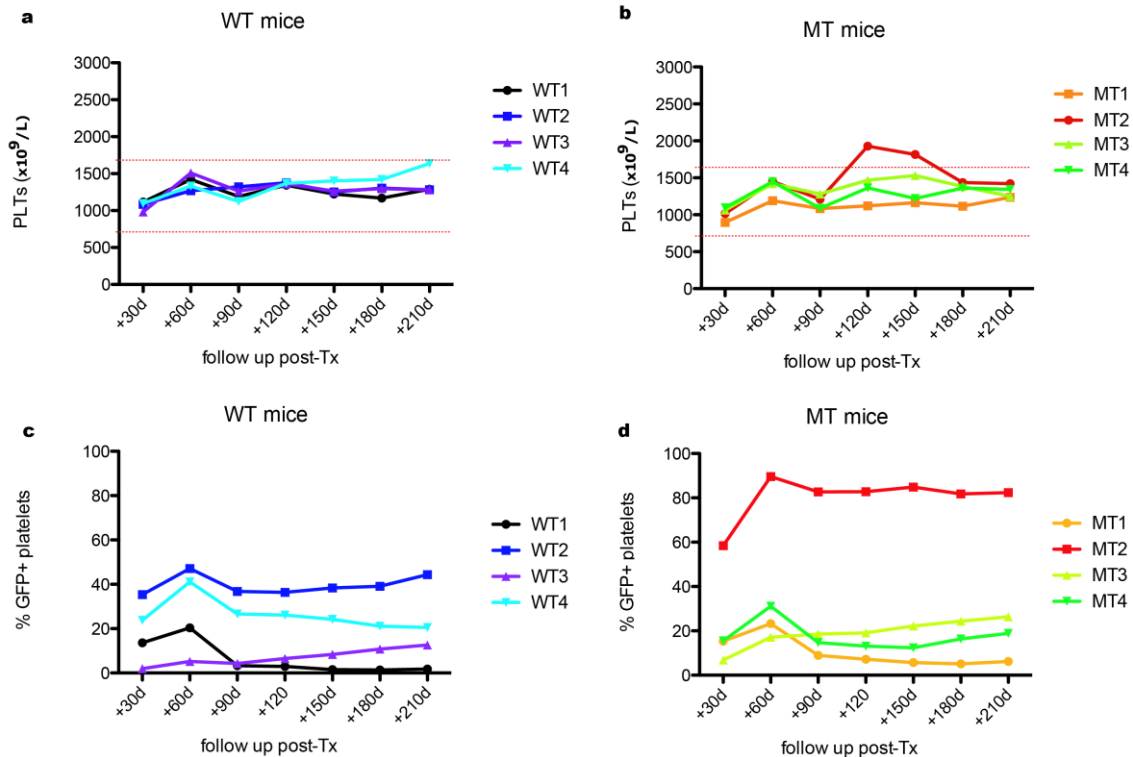 a
WT mice
PLTs (x10⁹/L)
3000
2500
2000
1500
1000
500
0
+30d
+60d
+90d
+120d
+150d
+180d
+210d
follow up post-Tx
WT1
WT2
WT3
WT4
b
MT mice
PLTs (x10⁹/L)
3000
2500
2000
1500
1000
500
0
+30d
+60d
+90d
+120d
+150d
+180d
+210d
follow up post-Tx
MT1
MT2
MT3
MT4
c
WT mice
% GFP+ platelets
100
80
60
40
20
0
+30d
+60d
+90d
+120
+150d
+180d
+210d
follow up post-Tx
WT1
WT2
WT3
WT4
d
MT mice
% GFP+ platelets
100
80
60
40
20
0
+30d
+60d
+90d
+120
+150d
+180d
+210d
follow up post-Tx
MT1
MT2
MT3
MT4